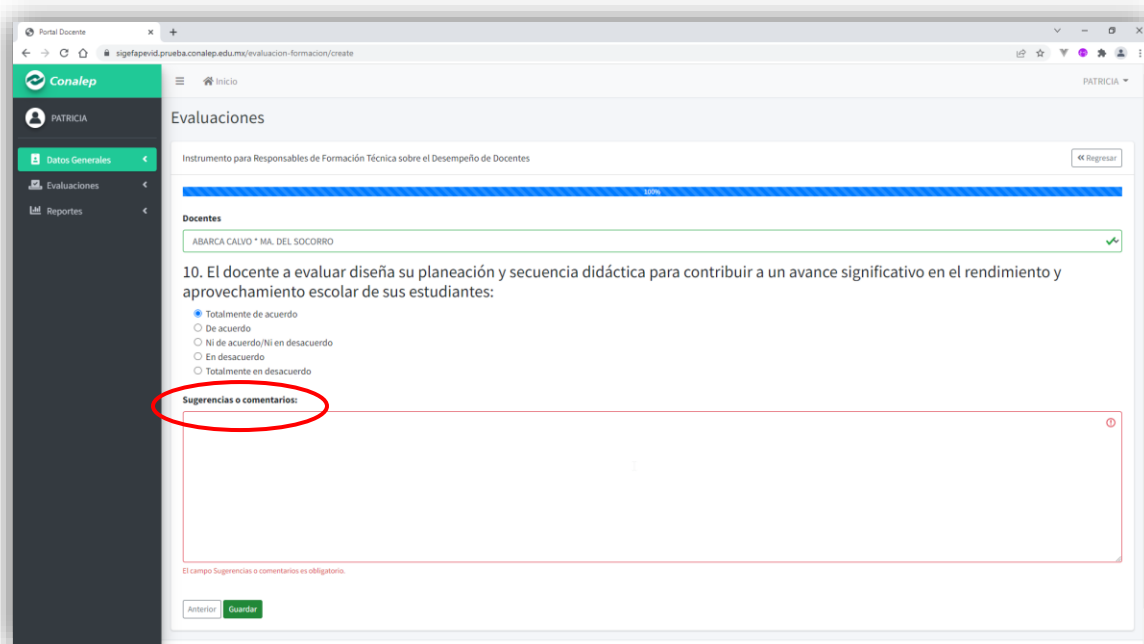 Portal Docente
sigefapevid.prueba.conalep.edu.mx/evaluacion-formacion/create
Conalep
Inicio
PATRICIA
PATRICIA
Evaluaciones
Datos Generales
Instrumento para Responsables de Formación Técnica sobre el Desempeño de Docentes
Regresar
Evaluaciones
Reportes
100%
Docentes
ABARCA CALVO * MA. DEL SOCORRO
10. El docente a evaluar diseña su planeación y secuencia didáctica para contribuir a un avance significativo en el rendimiento y
aprovechamiento escolar de sus estudiantes:
Totalmente de acuerdo
De acuerdo
Ni de acuerdo/Ni en desacuerdo
En desacuerdo
Totalmente en desacuerdo
Sugerencias o comentarios:
El campo Sugerencias o comentarios es obligatorio.
Anterior
Guardar